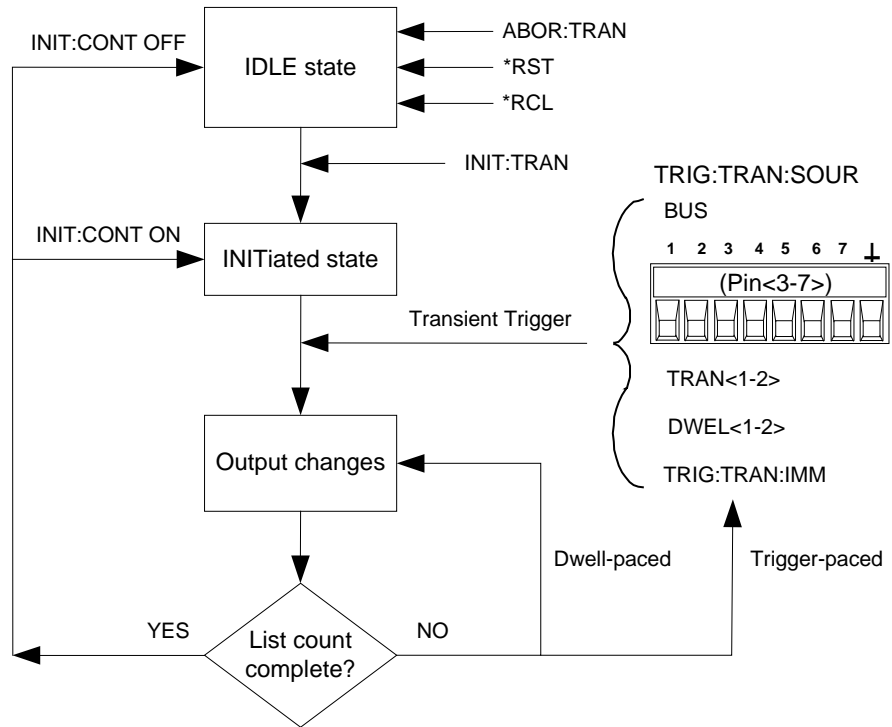 INIT:CONT OFF
IDLE state
ABOR:TRAN
*RST
*RCL
INIT:TRAN
INIT:CONT ON
INITiated state
Transient Trigger
TRIG:TRAN:SOUR
BUS
1 2 3 4 5 6 7
(Pin<3-7>)
TRAN<1-2>
DWEL<1-2>
TRIG:TRAN:IMM
Output changes
Dwell-paced
Trigger-paced
YES
List count
complete?
NO